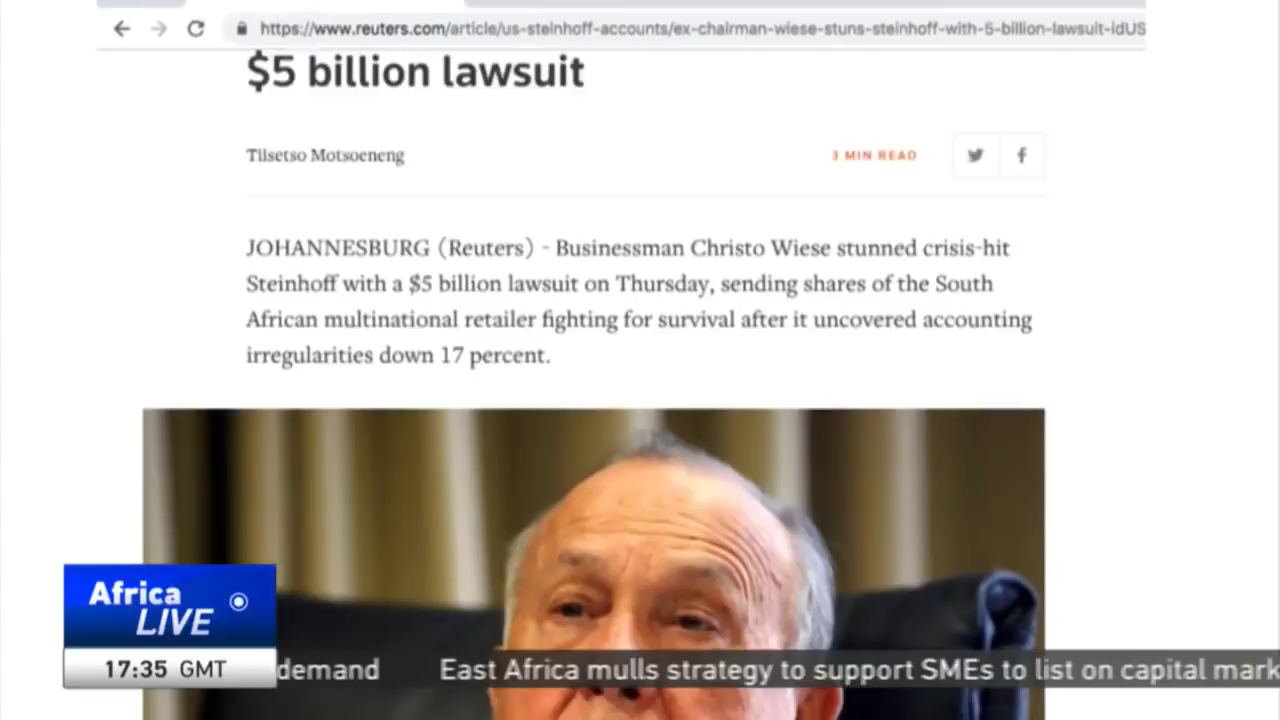 https://www.reuters.com/article/us-steinhoff-accounts/ex-chairman-wiese-stuns-steinhoff-with-5-billion-lawsuit-idUS
$5 billion lawsuit
Tiisetso Motsoeneng
3 MIN READ
JOHANNESBURG (Reuters) - Businessman Christo Wiese stunned crisis-hit
Steinhoff with a $5 billion lawsuit on Thursday, sending shares of the South
African multinational retailer fighting for survival after it uncovered accounting
irregularities down 17 percent.
Africa
LIVE
17:35 GMT
demand East Africa mulls strategy to support SMEs to list on capital mark